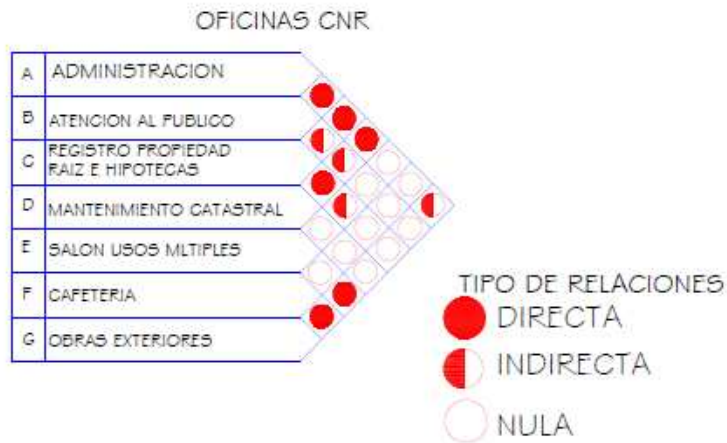 OFICINAS CNR
A ADMINISTRACION
B ATENCION AL PUBLICO
C REGISTRO PROPIEDAD
RAIZ E HIPOTECAS
D MANTENIMIENTO CATASTRAL
E SALON USOS MLTIPLES
F CAFETERIA
G OBRAS EXTERIORES
TIPO DE RELACIONES
DIRECTA
INDIRECTA
NULA